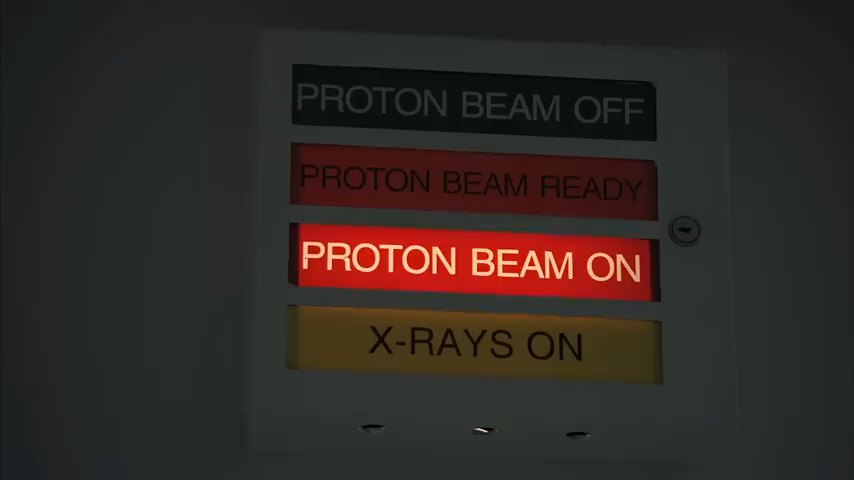 PROTON BEAM OFF
PROTON BEAM READY
PROTON BEAM ON
X-RAYS ON